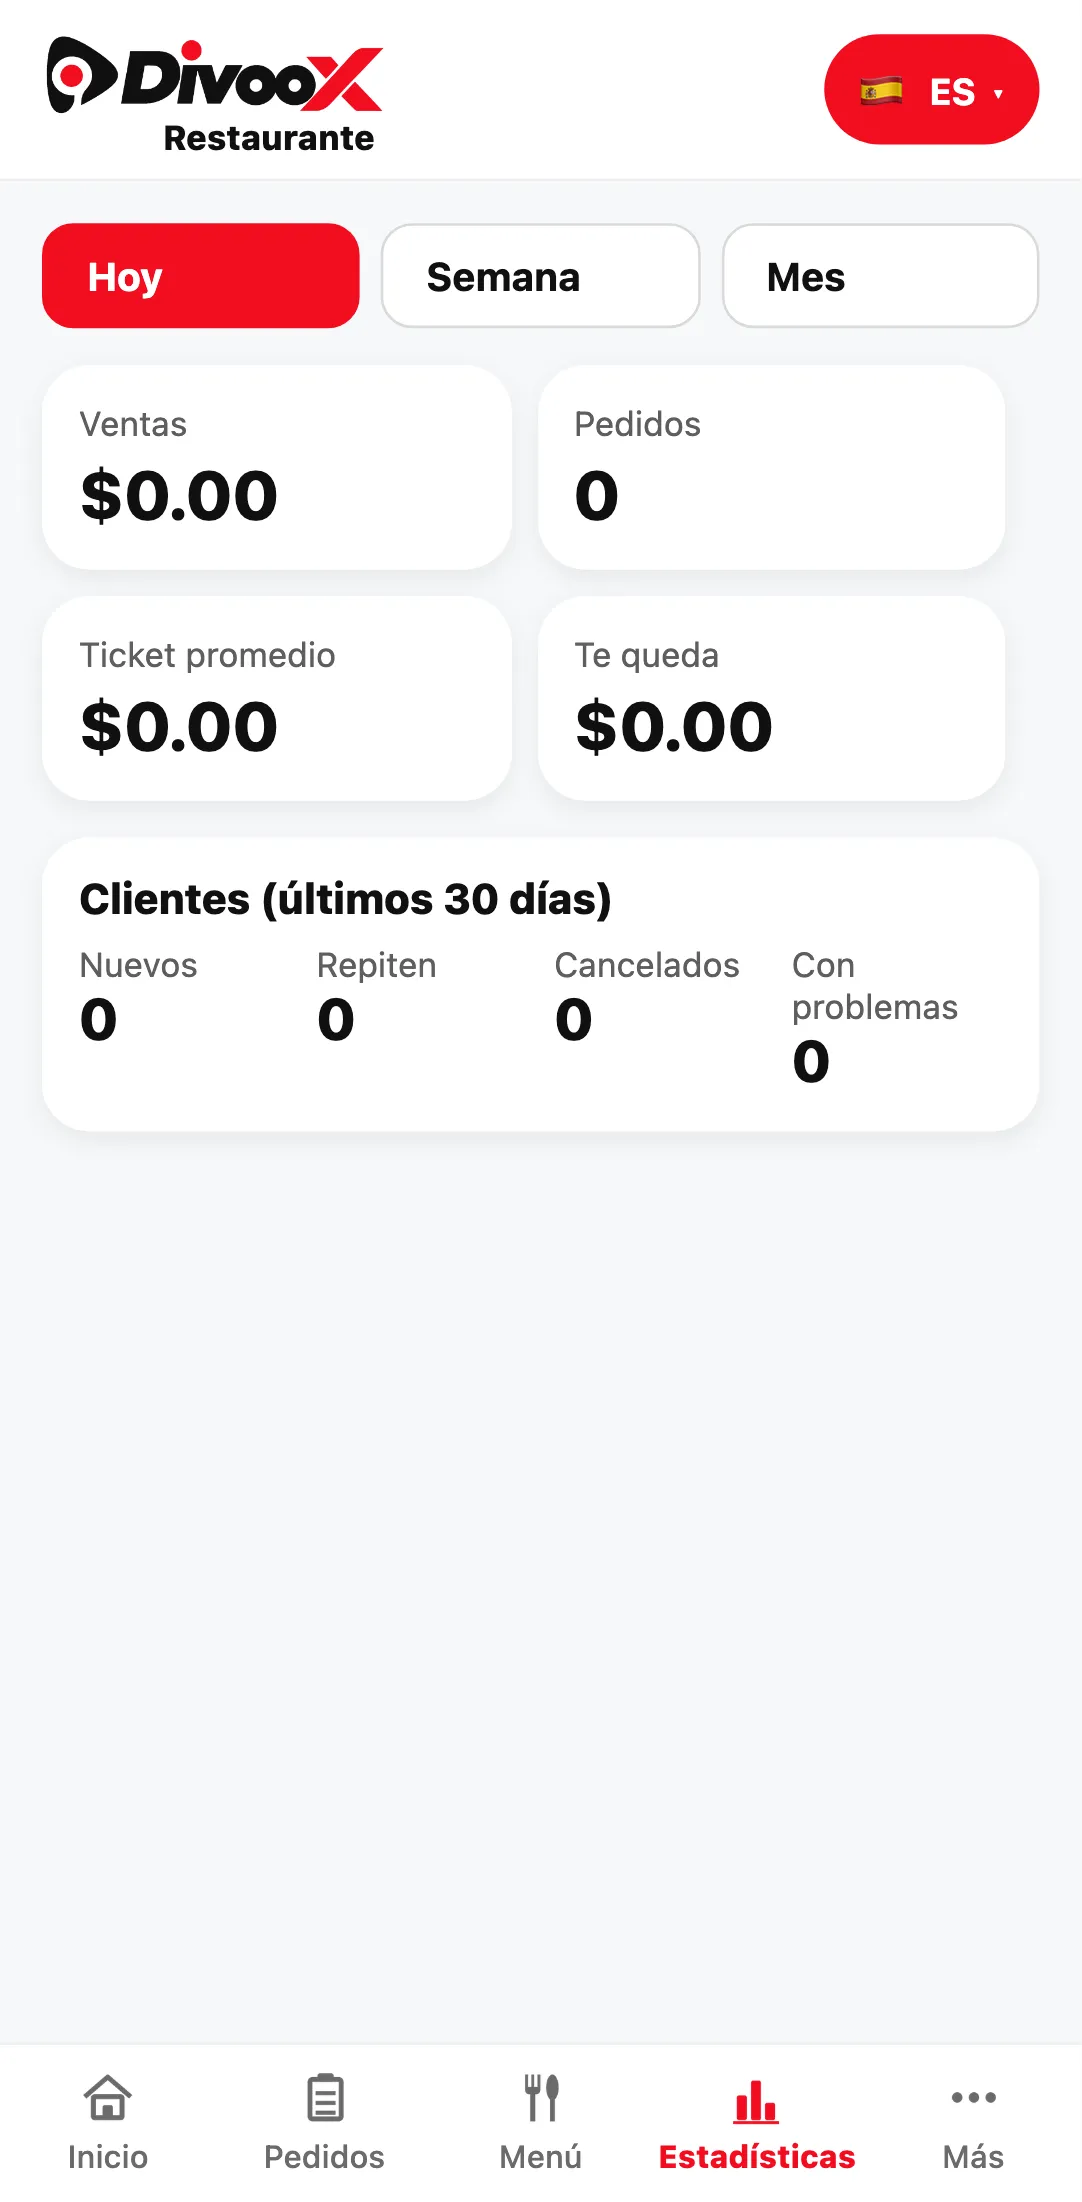 DivooX
Restaurante
ES
Hoy
Semana
Mes
Ventas
$0.00
Pedidos
0
Ticket promedio
$0.00
Te queda
$0.00
Clientes (últimos 30 días)
Nuevos
0
Repiten
0
Cancelados
0
Con
problemas
0
Inicio
Pedidos
Menú
Estadísticas
Más